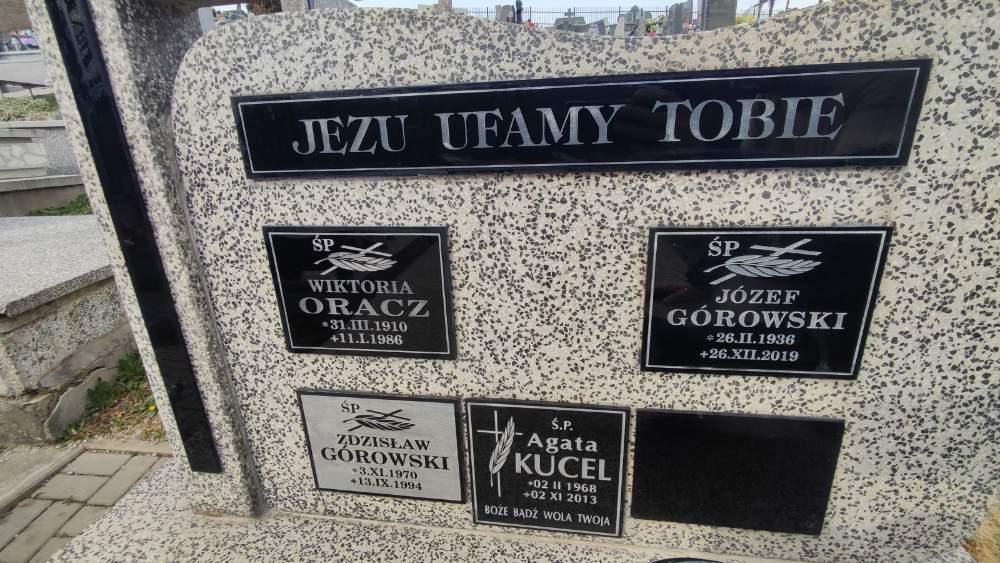 JEZU UFAMY TOBIE
ŚP
WIKTORIA
ORACZ
*31.III.1910
+11.I.1986
ŚP
JÓZEF
GÓROWSKI
*26.II.1936
+26.XII.2019
ŚP
ZDZISŁAW
GÓROWSKI
*3.XI.1970
+13.IX.1994
Ś.P.
Agata
KUCEL
*02 II 1968
+02 XI 2013
BOŻE BĄDŹ WOLA TWOJA